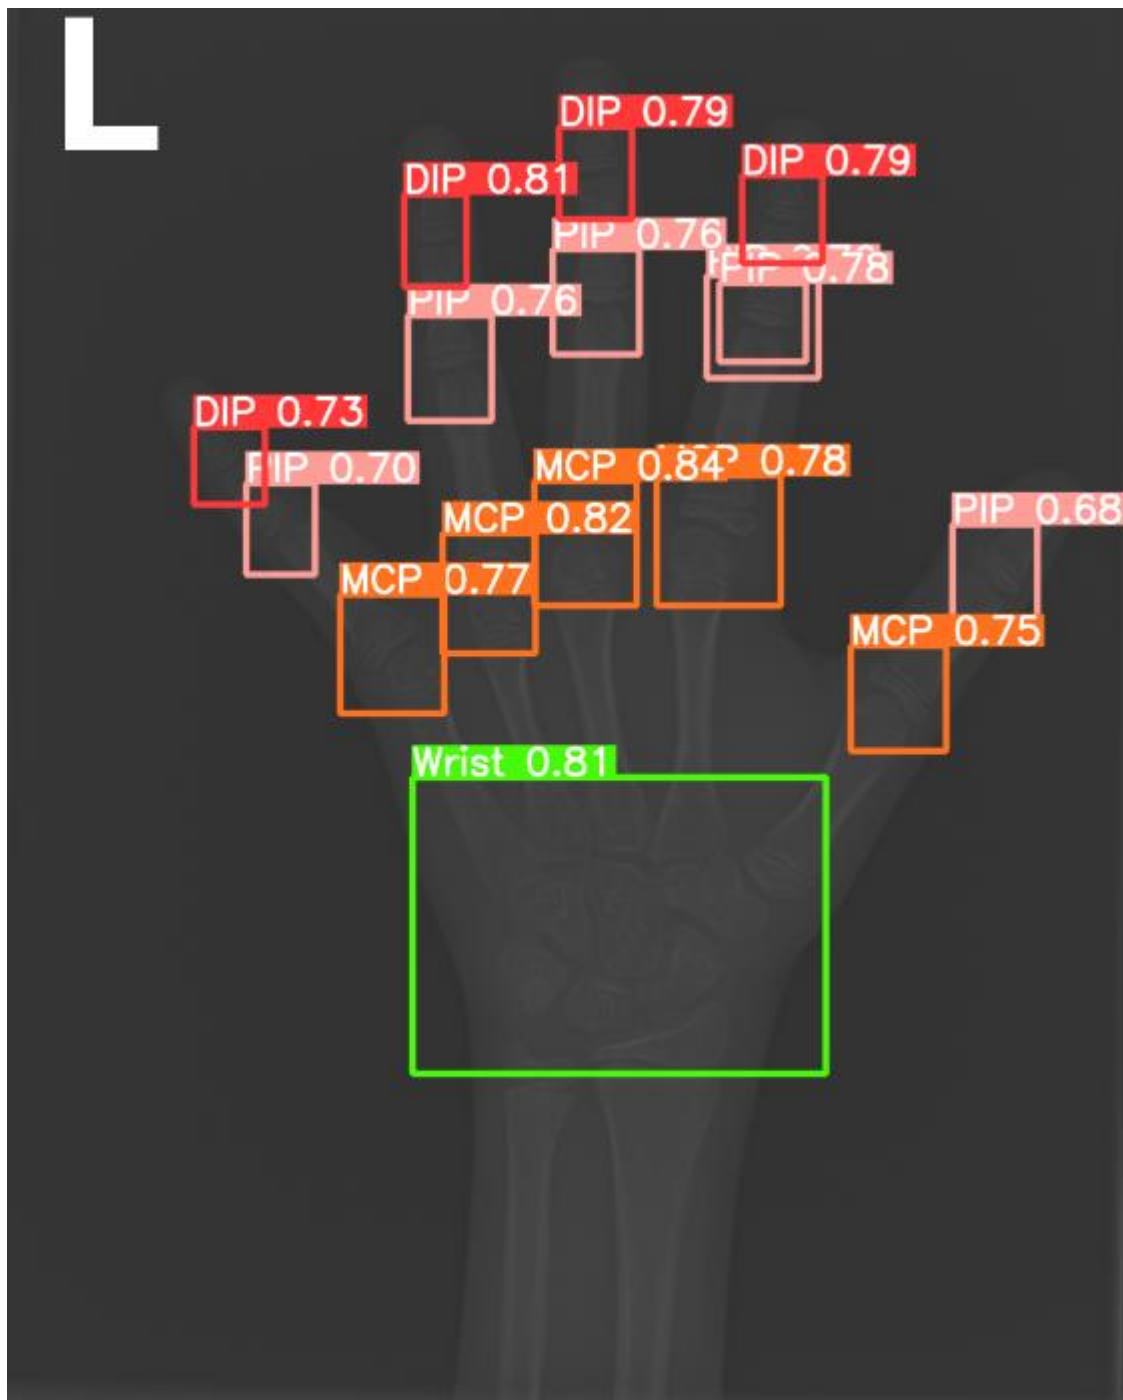 L
DIP 0.79
DIP 0.79
DIP 0.81
PIP 0.76
PIP 0.78
PIP 0.76
DIP 0.73
PIP 0.70
MCP 0.84
0.78
PIP 0.68
MCP 0.82
MCP 0.77
MCP 0.75
Wrist 0.81